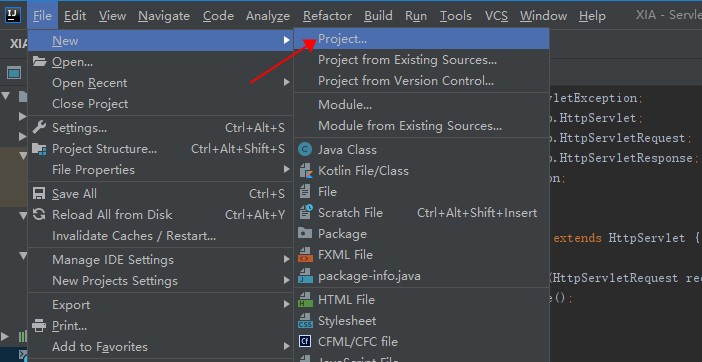 IJ File Edit View Navigate Code Analyze Refactor Build Run Tools VCS Window Help XIA - Servle
XIA
New
Open...
Open Recent
Close Project
Settings... Ctrl+Alt+S
Project Structure... Ctrl+Alt+Shift+S
File Properties
Save All Ctrl+S
Reload All from Disk Ctrl+Alt+Y
Invalidate Caches / Restart...
Manage IDE Settings
New Projects Settings
Export
Print...
Add to Favorites
Project...
Project from Existing Sources...
Project from Version Control...
Module...
Module from Existing Sources...
Java Class
Kotlin File/Class
File
Scratch File Ctrl+Alt+Shift+Insert
Package
FXML File
package-info.java
HTML File
Stylesheet
CF CFML/CFC file
JavaScript File
vletException;
p.HttpServlet;
p.HttpServletRequest;
p.HttpServletResponse;
on;
extends HttpServlet {
(HttpServletRequest req
e();